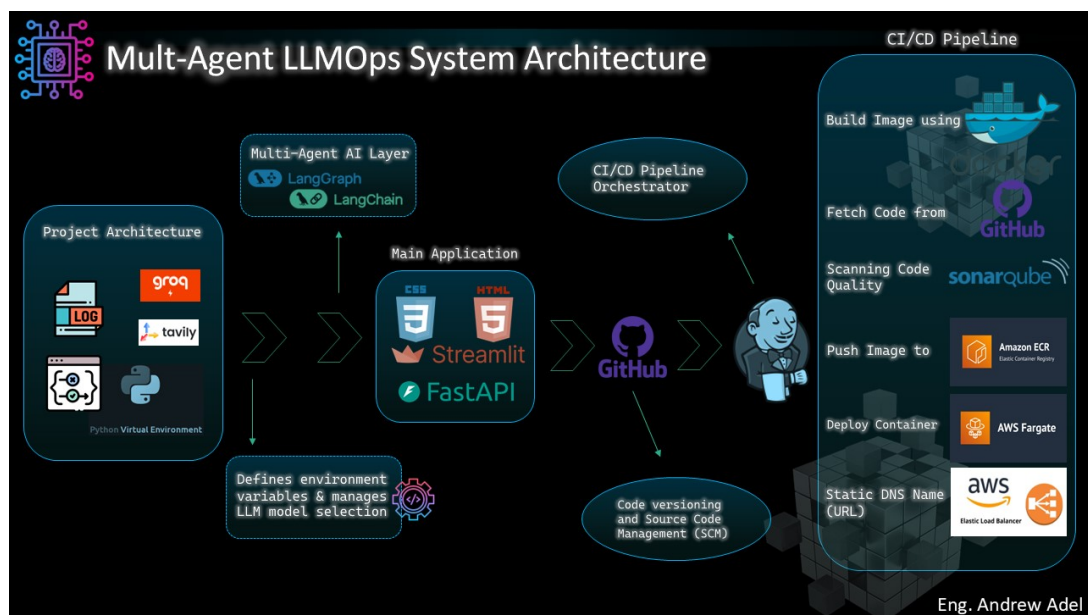 Mult-Agent LLMOps System Architecture
Project Architecture
LOG
groq
tavily
Python Virtual Environment
Multi-Agent AI Layer
LangGraph
LangChain
Defines environment
variables & manages
LLM model selection
Main Application
CSS
3
HTML
5
Streamlit
FastAPI
GitHub
Code versioning
and Source Code
Management (SCM)
CI/CD Pipeline
Orchestrator
CI/CD Pipeline
Build Image using
Fetch Code from
GitHub
Scanning Code
Quality
sonarqube
Push Image to
Amazon ECR
Elastic Container Registry
Deploy Container
AWS Fargate
Static DNS Name
(URL)
aws
Elastic Load Balancer
Eng. Andrew Adel